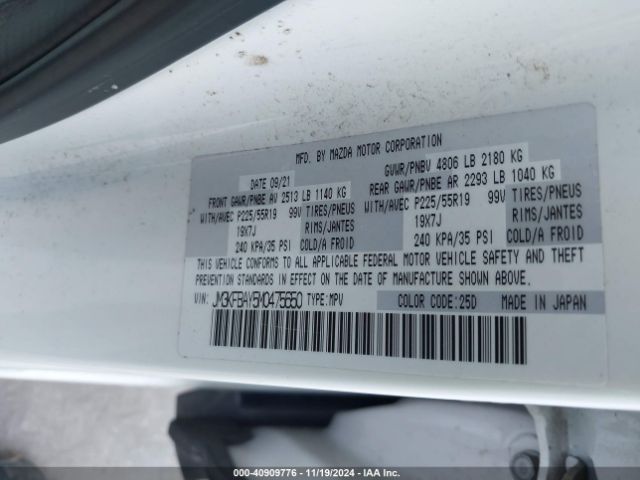 MFD. BY MAZDA MOTOR CORPORATION
DATE 09/21 GVWR/PNBV 4806 LB 2180 KG
FRONT GAWR/PNBE AV 2513 LB 1140 KG REAR GAWR/PNBE AR 2293 LB 1040 KG
WITH/AVEC P225/55R19 99V TIRES/PNEUS WITH/AVEC P225/55R19 99V TIRES/PNEUS
19X7J RIMS/JANTES 19X7J RIMS/JANTES
240 KPA/35 PSI COLD/A FROID 240 KPA/35 PSI COLD/A FROID
THIS VEHICLE CONFORMS TO ALL APPLICABLE FEDERAL MOTOR VEHICLE SAFETY AND THEFT
PREVENTION STANDARDS IN EFFECT ON THE DATE OF MANUFACTURE SHOWN ABOVE.
VIN: JM3KFBAY5M0475650 TYPE:MPV COLOR CODE:25D MADE IN JAPAN
000-40909776 - 11/19/2024 - IAA Inc.